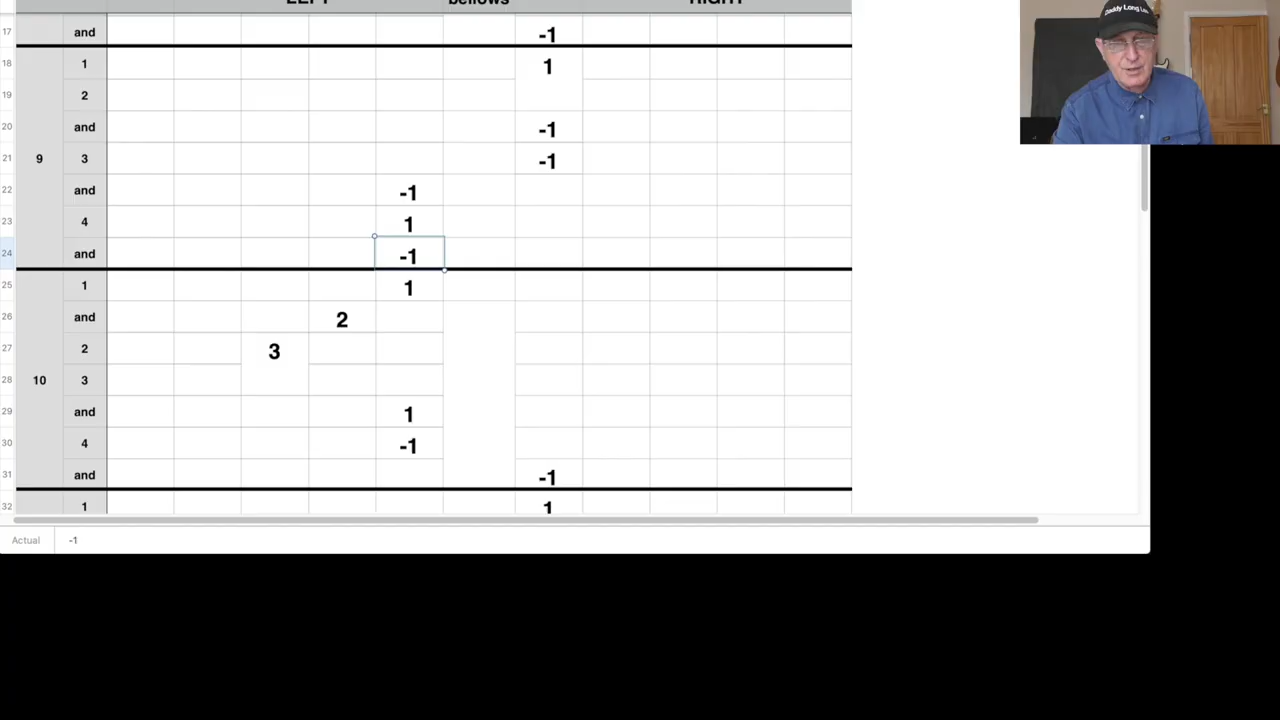 LEFT bellows RIGHT
17 and -1
18 1 1
19 2
20 and -1
21 9 3 -1
22 and -1
23 4 1
24 and -1
25 1 1
26 and 2
27 2 3
28 10 3
29 and 1
30 4 -1
31 and -1
32 1 1
Actual -1